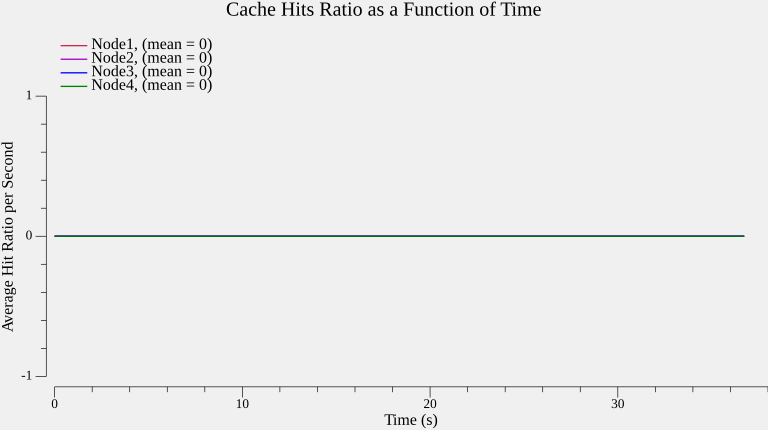 Cache Hits Ratio as a Function of Time
Node1, (mean = 0)
Node2, (mean = 0)
Node3, (mean = 0)
Node4, (mean = 0)
1
0
-1
Average Hit Ratio per Second
0 10 20 30
Time (s)